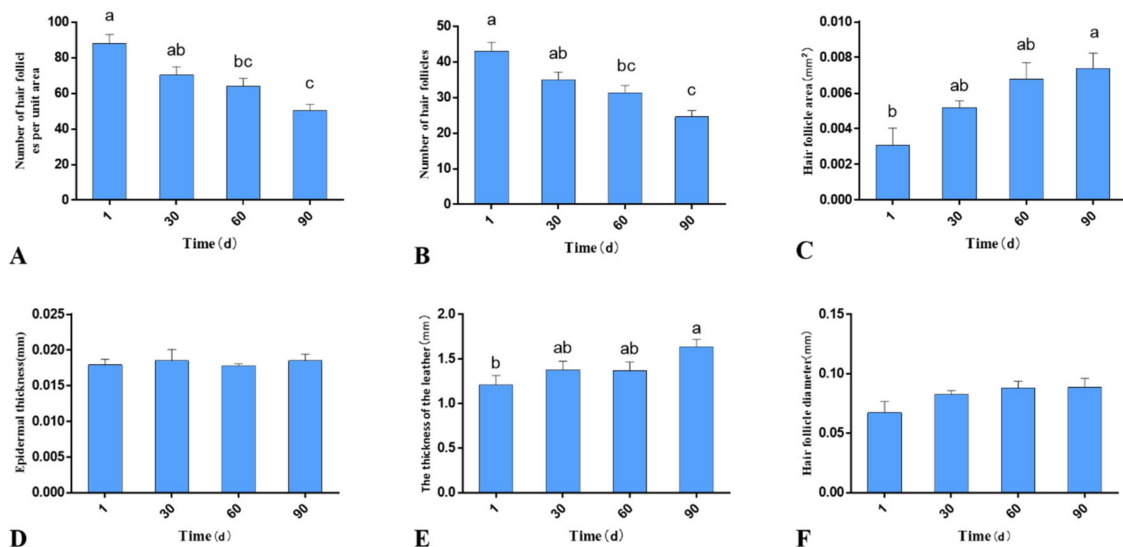 Number of hair follicl
es per unit area
100
80
60
40
20
0
a
ab
bc
c
1
30
60
90
Time(d)
A
Number of hair follicles
50
40
30
20
10
0
a
ab
bc
c
1
30
60
90
Time(d)
B
Hair follicle area(mm²)
0.010
0.008
0.006
0.004
0.002
0.000
b
ab
ab
a
1
30
60
90
Time(d)
C
Epidermal thickness(mm)
0.025
0.020
0.015
0.010
0.005
0.000
1
30
60
90
Time(d)
D
The thickness of the leather(mm)
2.0
1.5
1.0
0.5
0.0
b
ab
ab
a
1
30
60
90
Time(d)
E
Hair follicle diameter(mm)
0.15
0.10
0.05
0.00
1
30
60
90
Time(d)
F